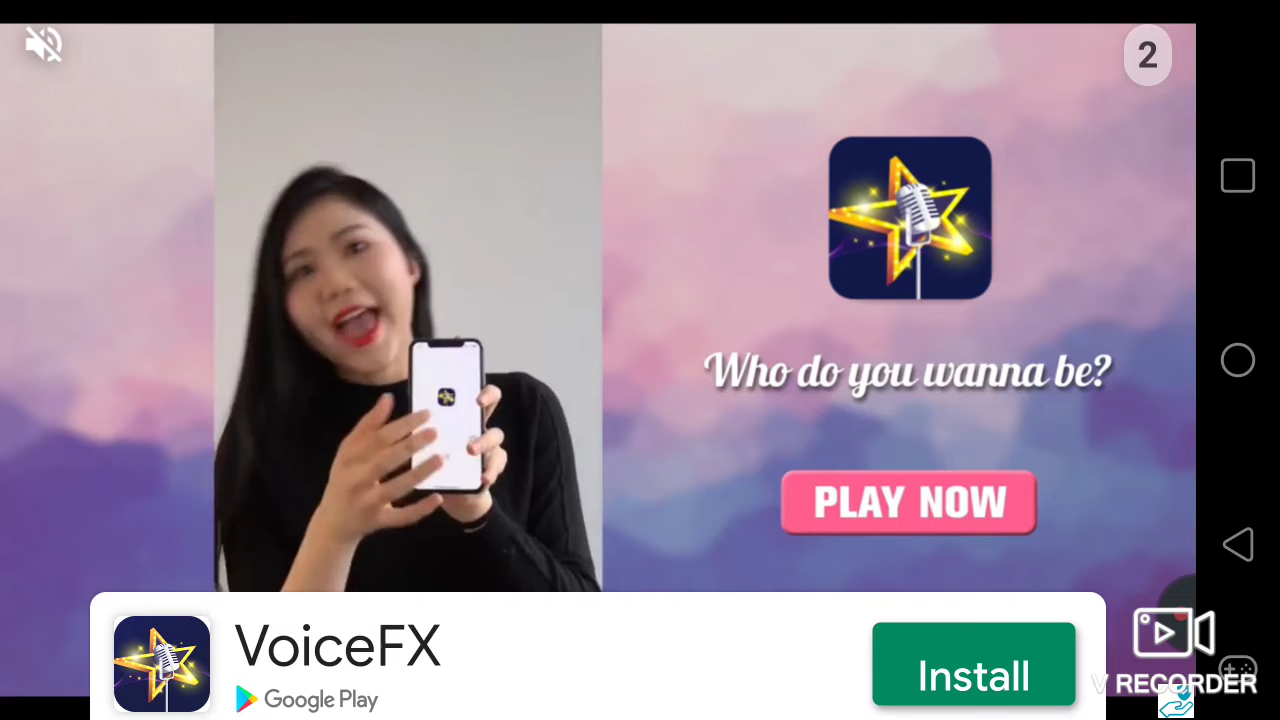 2
Who do you wanna be?
PLAY NOW
VoiceFX
Google Play
Install
V RECORDER